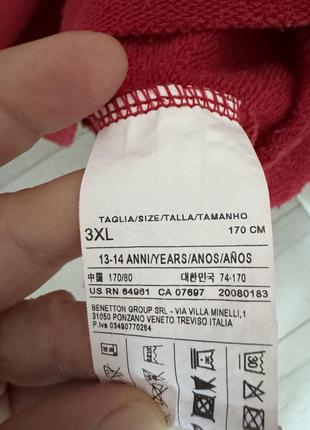 TAGLIA/SIZE/TALLA/TAMANHO
3XL 170 CM
13-14 ANNI/YEARS/ANOS/AÑOS
中国 170/80 대한민국 74-170
US RN 64961 CA 07697 20080183
BENETTON GROUP SRL - VIA VILLA MINELLI,1
31050 PONZANO VENETO TREVISO ITALIA
P.Iva 03490770264